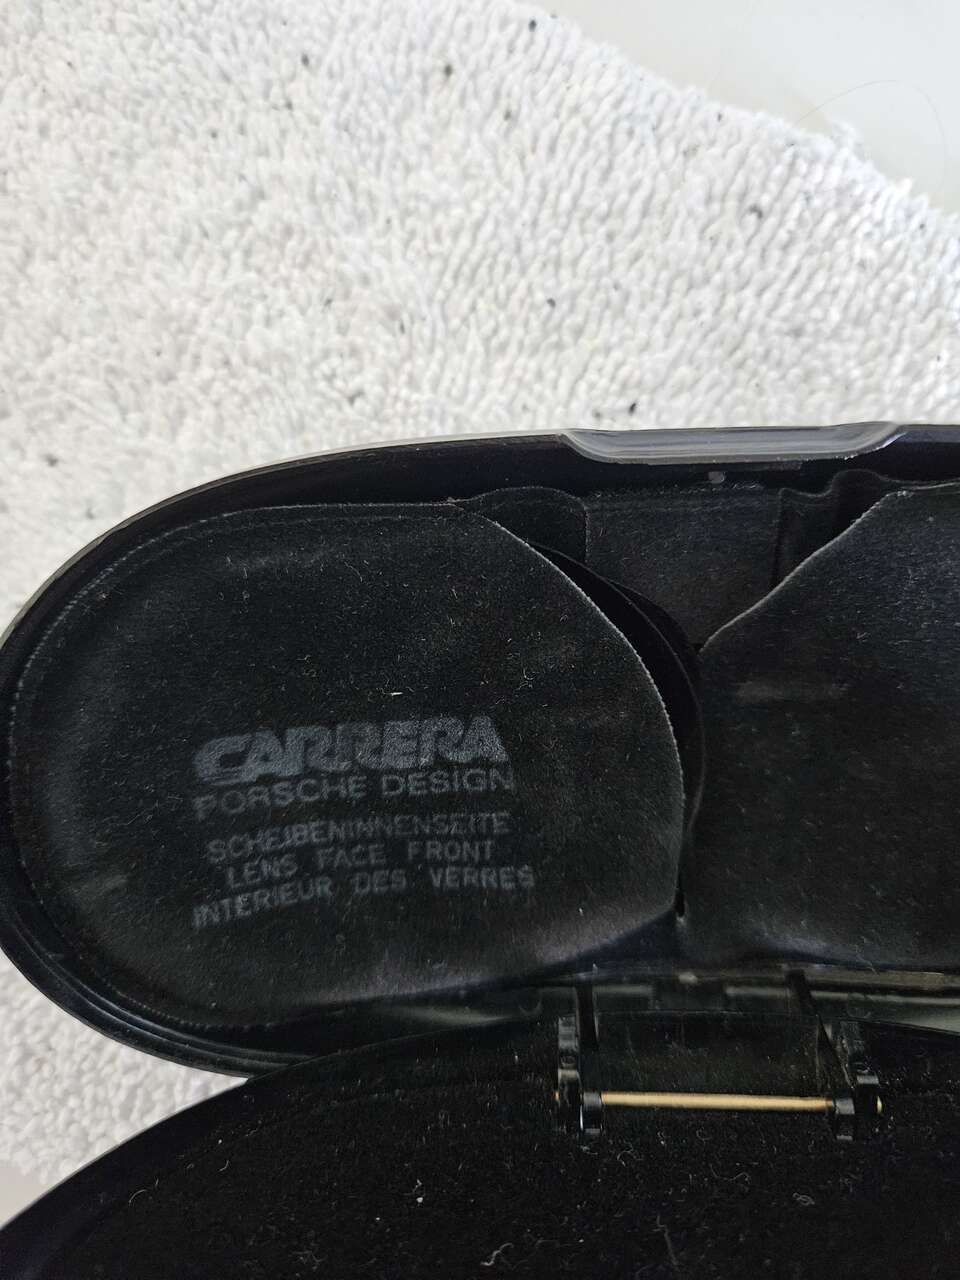 CARRERA
PORSCHE DESIGN
SCHEIBENINNENSEITE
LENS FACE FRONT
INTERIEUR DES VERRES